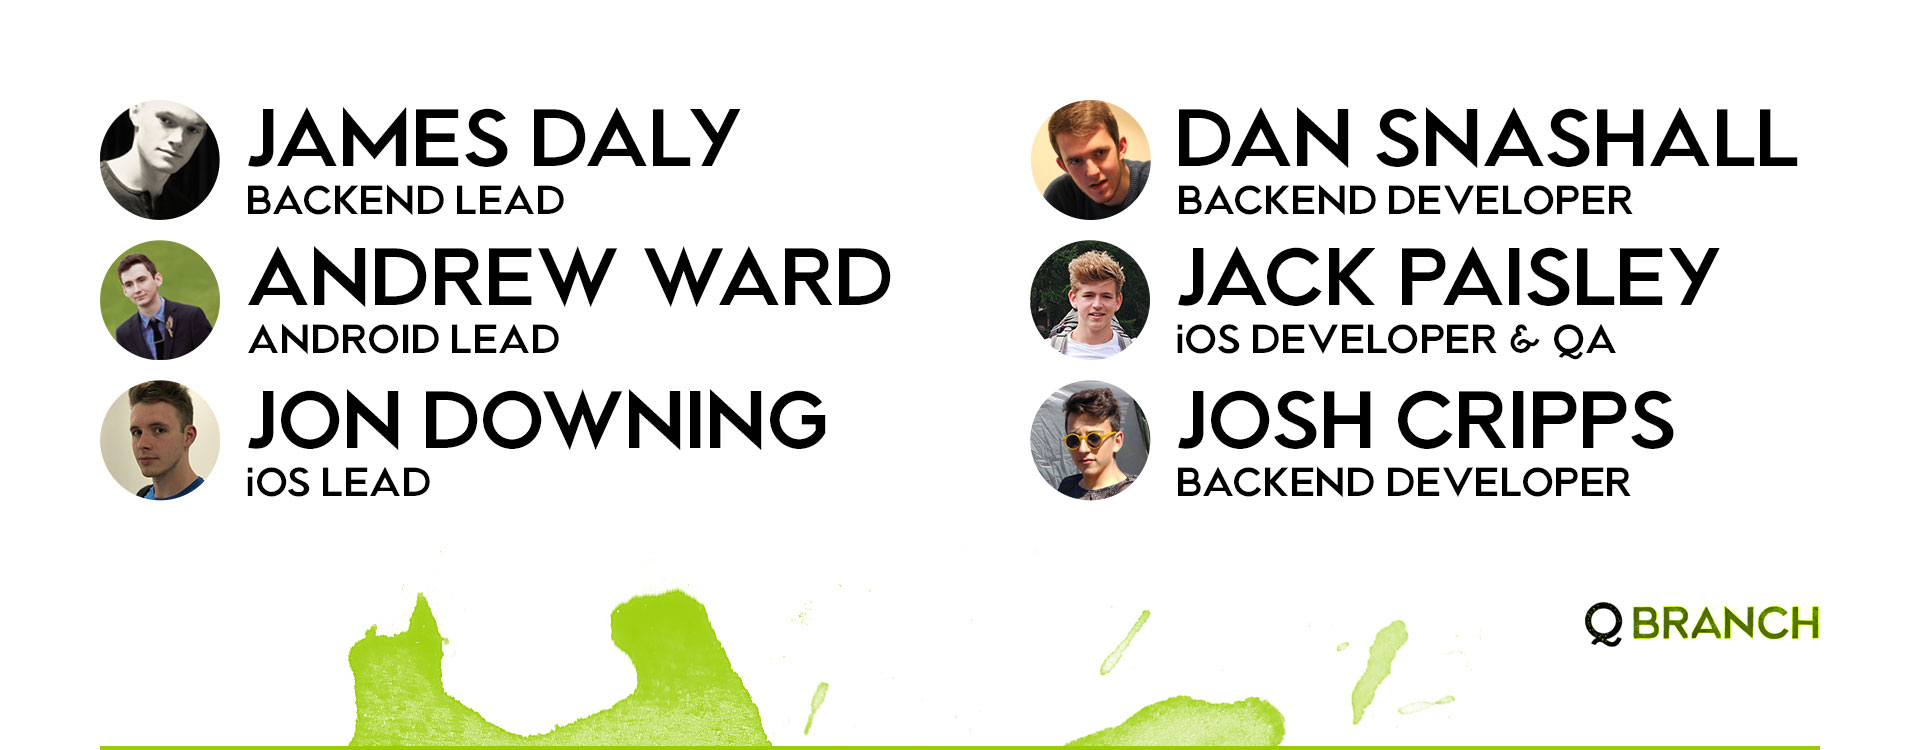 JAMES DALY
BACKEND LEAD
ANDREW WARD
ANDROID LEAD
JON DOWNING
iOS LEAD
DAN SNASHALL
BACKEND DEVELOPER
JACK PAISLEY
iOS DEVELOPER & QA
JOSH CRIPPS
BACKEND DEVELOPER
Q BRANCH